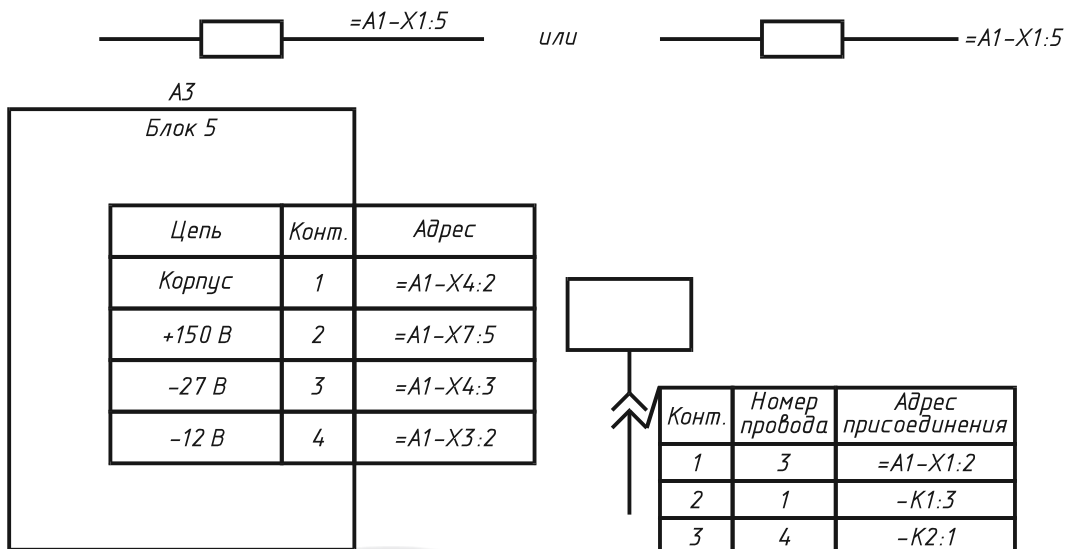 =A1–X1:5
или
=A1–X1:5
А3
Блок 5
Цепь Конт. Адрес
Корпус 1 =A1–X4:2
+150 В 2 =A1–X7:5
–27 В 3 =A1–X4:3
–12 В 4 =A1–X3:2
Конт. Номер провода Адрес присоединения
1 3 =A1–X1:2
2 1 –K1:3
3 4 –K2:1